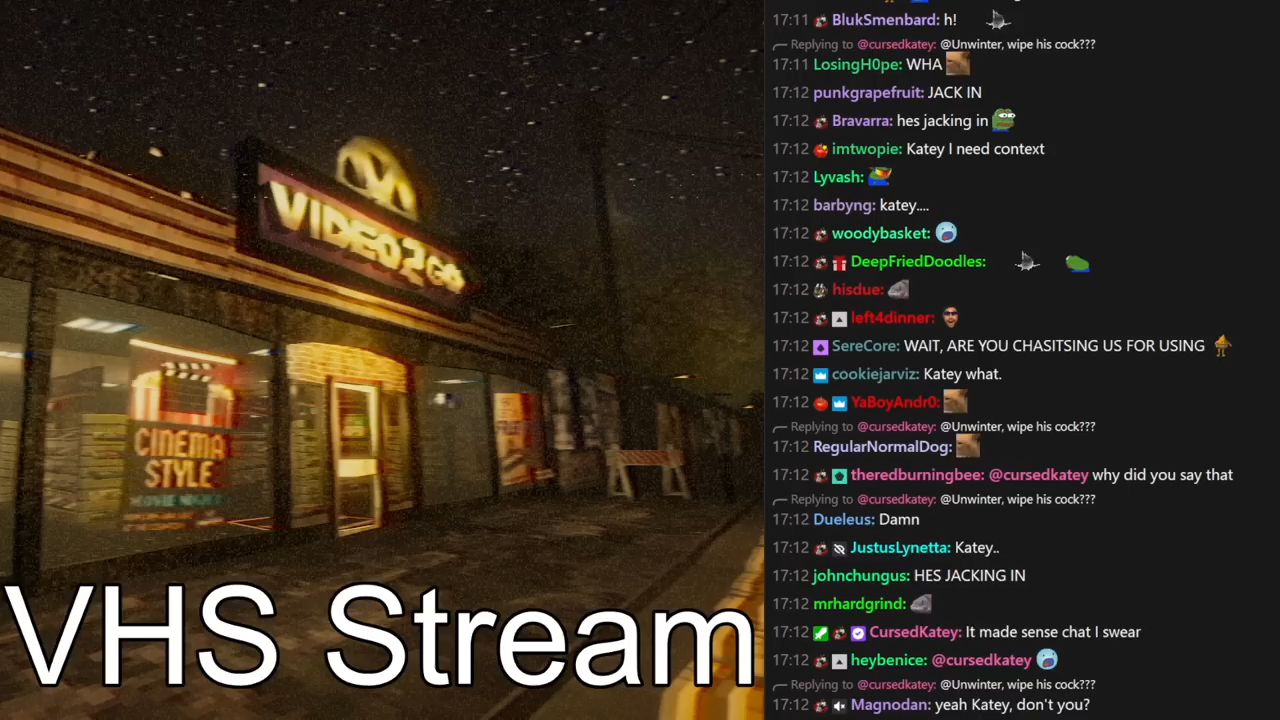 VIDEO2GO
CINEMA
STYLE
VHS Stream
17:11 BlukSmenbard: h!
Replying to @cursedkatey: @Unwinter, wipe his cock???
17:11 LosingH0pe: WHA
17:12 punkgrapefruit: JACK IN
17:12 Bravarra: hes jacking in
17:12 imtwopie: Katey I need context
17:12 Lyvash:
17:12 barbyng: katey....
17:12 woodybasket:
17:12 DeepFriedDoodles:
17:12 hisdue:
17:12 left4dinner:
17:12 SereCore: WAIT, ARE YOU CHASITSING US FOR USING
17:12 cookiejarviz: Katey what.
17:12 YaBoyAndr0:
Replying to @cursedkatey: @Unwinter, wipe his cock???
17:12 RegularNormalDog:
17:12 theredburningbee: @cursedkatey why did you say that
Replying to @cursedkatey: @Unwinter, wipe his cock???
17:12 Dueleus: Damn
17:12 JustusLynetta: Katey..
17:12 johnchungus: HES JACKING IN
17:12 mrhardgrind:
17:12 CursedKatey: It made sense chat I swear
17:12 heybenice: @cursedkatey
Replying to @cursedkatey: @Unwinter, wipe his cock???
17:12 Magnodan: yeah Katey, don't you?